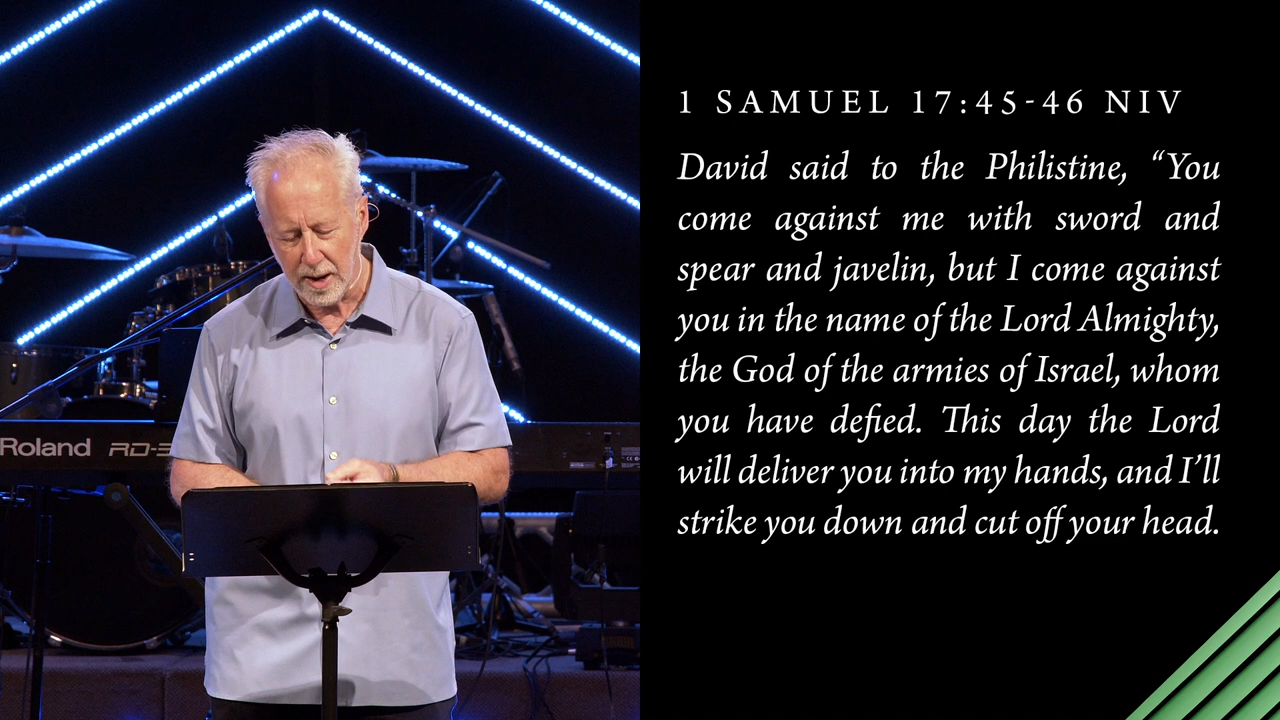 1 SAMUEL 17:45-46 NIV
David said to the Philistine, “You
come against me with sword and
spear and javelin, but I come against
you in the name of the Lord Almighty,
the God of the armies of Israel, whom
you have defied. This day the Lord
will deliver you into my hands, and I’ll
strike you down and cut off your head.
Roland RD-